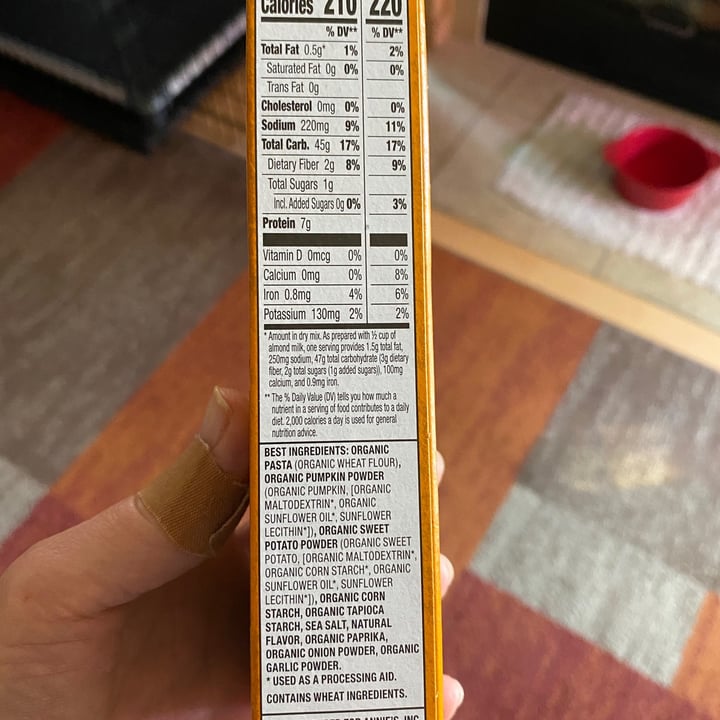 Calories 210 220
% DV** % DV**
Total Fat 0.5g* 1% 2%
Saturated Fat 0g 0% 0%
Trans Fat 0g
Cholesterol 0mg 0% 0%
Sodium 220mg 9% 11%
Total Carb. 45g 17% 17%
Dietary Fiber 2g 8% 9%
Total Sugars 1g
Incl. Added Sugars 0g 0% 3%
Protein 7g
Vitamin D 0mcg 0% 0%
Calcium 0mg 0% 8%
Iron 0.8mg 4% 6%
Potassium 130mg 2% 2%
* Amount in dry mix. As prepared with ½ cup of
almond milk, one serving provides 1.5g total fat,
250mg sodium, 47g total carbohydrate (3g dietary
fiber, 2g total sugars (1g added sugars)), 100mg
calcium, and 0.9mg iron.
** The % Daily Value (DV) tells you how much a
nutrient in a serving of food contributes to a daily
diet. 2,000 calories a day is used for general
nutrition advice.
BEST INGREDIENTS: ORGANIC
PASTA (ORGANIC WHEAT FLOUR),
ORGANIC PUMPKIN POWDER
(ORGANIC PUMPKIN, [ORGANIC
MALTODEXTRIN*, ORGANIC
SUNFLOWER OIL*, SUNFLOWER
LECITHIN*]), ORGANIC SWEET
POTATO POWDER (ORGANIC SWEET
POTATO, [ORGANIC MALTODEXTRIN*,
ORGANIC CORN STARCH*, ORGANIC
SUNFLOWER OIL*, SUNFLOWER
LECITHIN*]), ORGANIC CORN
STARCH, ORGANIC TAPIOCA
STARCH, SEA SALT, NATURAL
FLAVOR, ORGANIC PAPRIKA,
ORGANIC ONION POWDER, ORGANIC
GARLIC POWDER.
* USED AS A PROCESSING AID.
CONTAINS WHEAT INGREDIENTS.
FOR ANNIE'S, INC.